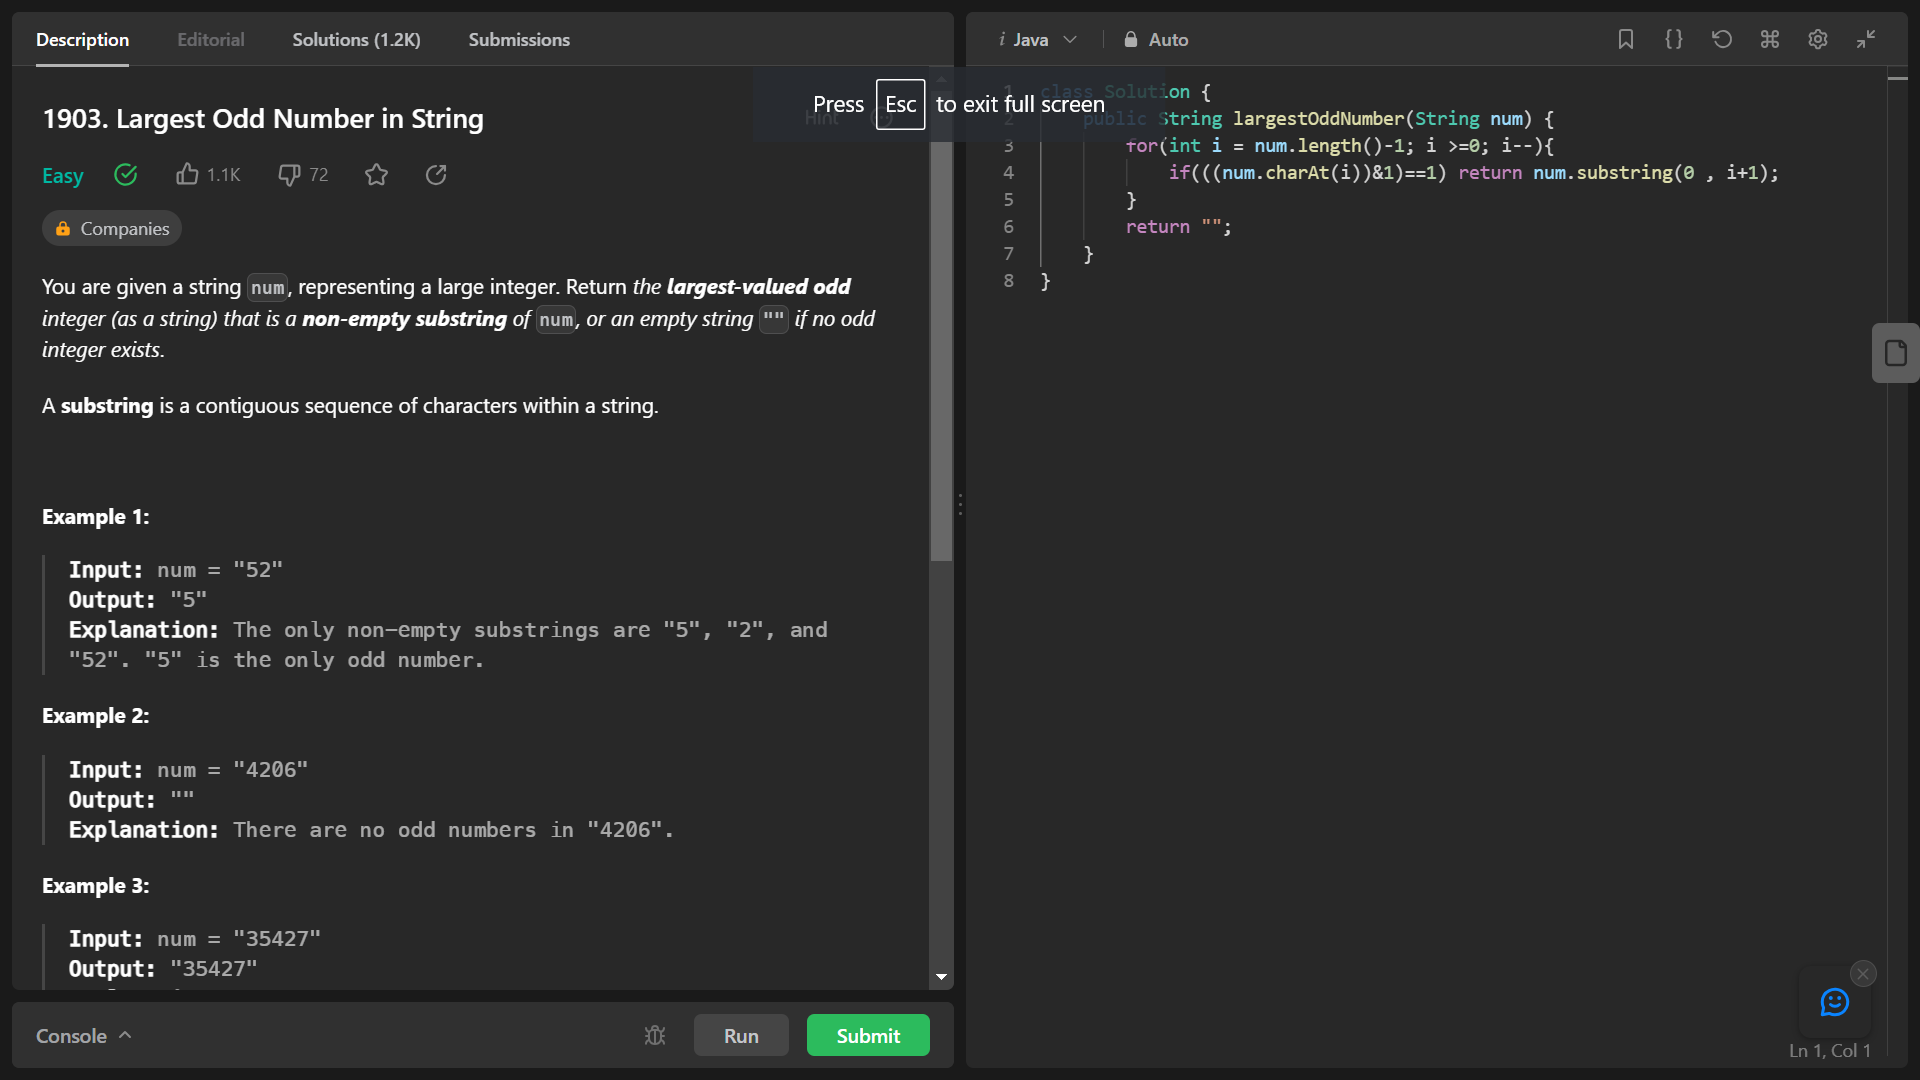 Description Editorial Solutions (1.2K) Submissions
1903. Largest Odd Number in String
Hint
Easy 1.1K 72
Companies
You are given a string num, representing a large integer. Return the largest-valued odd
integer (as a string) that is a non-empty substring of num, or an empty string "" if no odd
integer exists.
A substring is a contiguous sequence of characters within a string.
Example 1:
Input: num = "52"
Output: "5"
Explanation: The only non-empty substrings are "5", "2", and
"52". "5" is the only odd number.
Example 2:
Input: num = "4206"
Output: ""
Explanation: There are no odd numbers in "4206".
Example 3:
Input: num = "35427"
Output: "35427"
Console Run Submit
Press Esc to exit full screen
i Java Auto
1 class Solution {
2 public String largestOddNumber(String num) {
3 for(int i = num.length()-1; i >=0; i--){
4 if(((num.charAt(i))&1)==1) return num.substring(0 , i+1);
5 }
6 return "";
7 }
8 }
Ln 1, Col 1